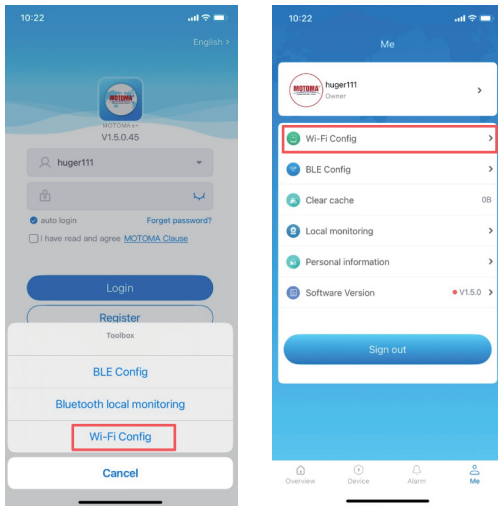 10:22
English >
MOTOMA
MOTOMA e+
V1.5.0.45
huger111
auto login
Forget password?
I have read and agree MOTOMA Clause
Login
Register
Toolbox
BLE Config
Bluetooth local monitoring
Wi-Fi Config
Cancel
10:22
Me
MOTOMA
huger111
Owner
Wi-Fi Config
BLE Config
Clear cache 0B
Local monitoring
Personal information
Software Version V1.5.0
Sign out
Overview Device Alarm Me